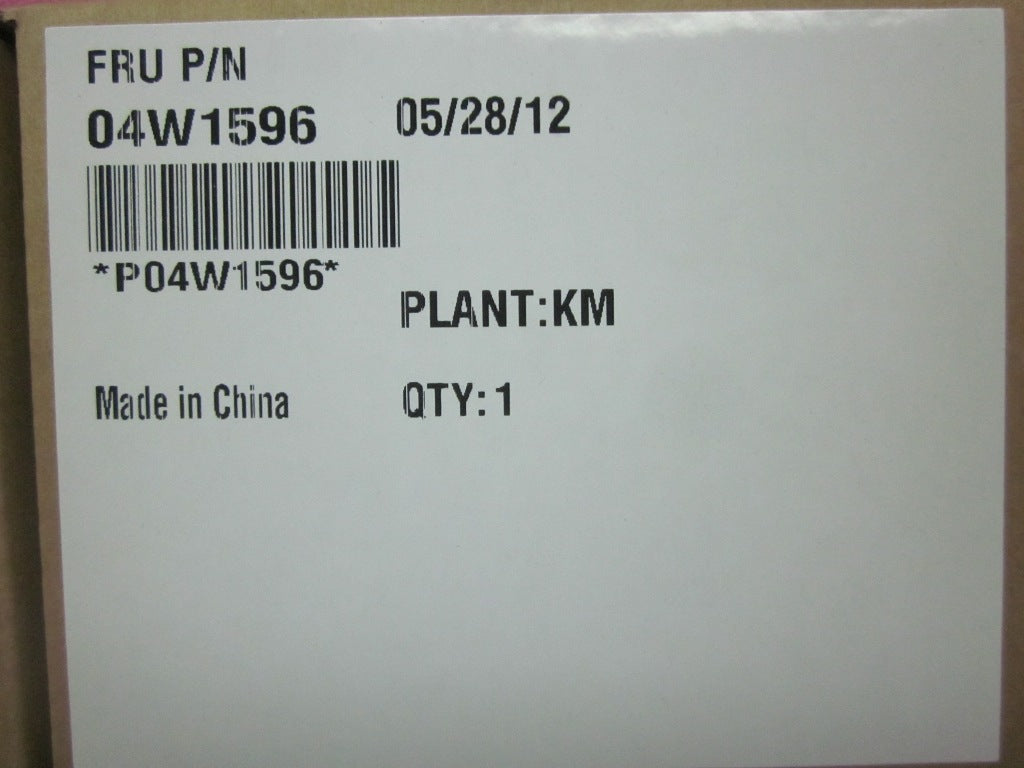 FRU P/N
04W1596 05/28/12
*P04W1596*
PLANT:KM
Made in China QTY:1